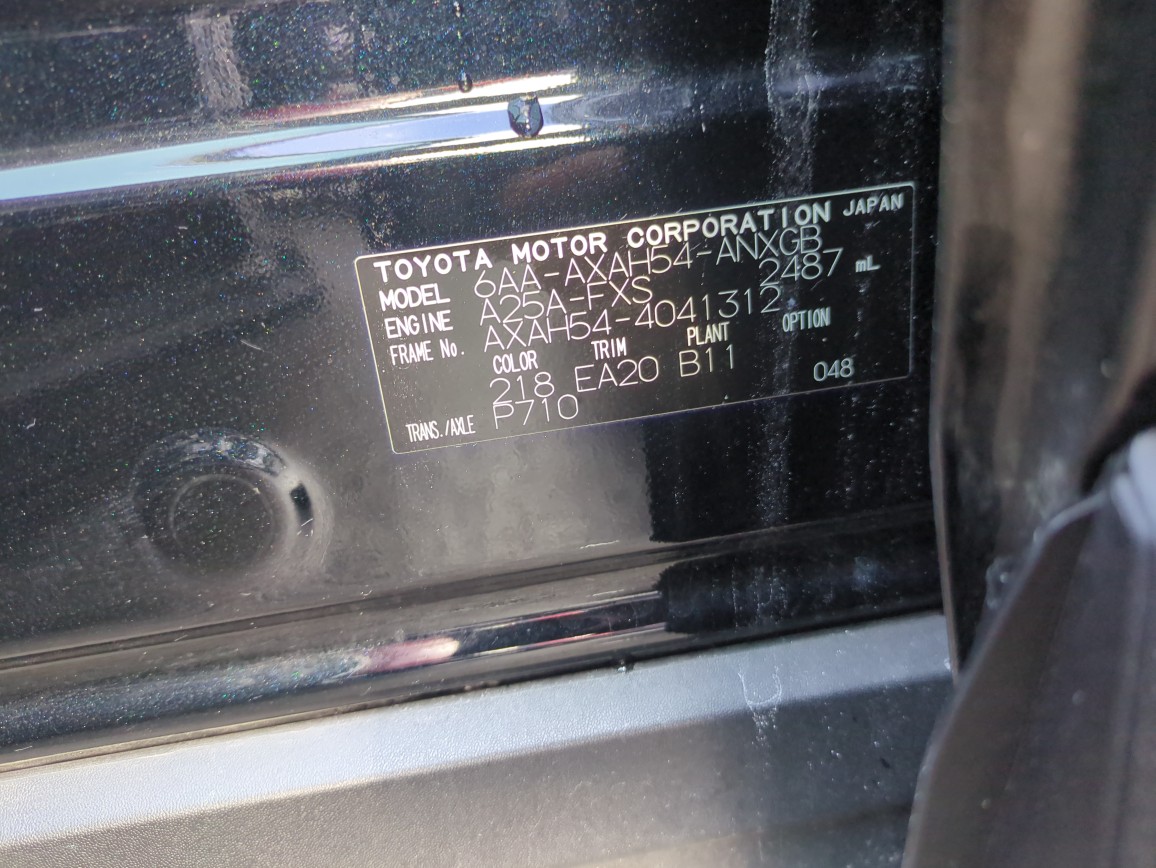 TOYOTA MOTOR CORPORATION JAPAN
MODEL 6AA-AXAH54-ANXGB
ENGINE A25A-FXS 2487 mL
FRAME No. AXAH54-4041312
COLOR TRIM PLANT OPTION
218 EA20 B11 048
TRANS./AXLE P710